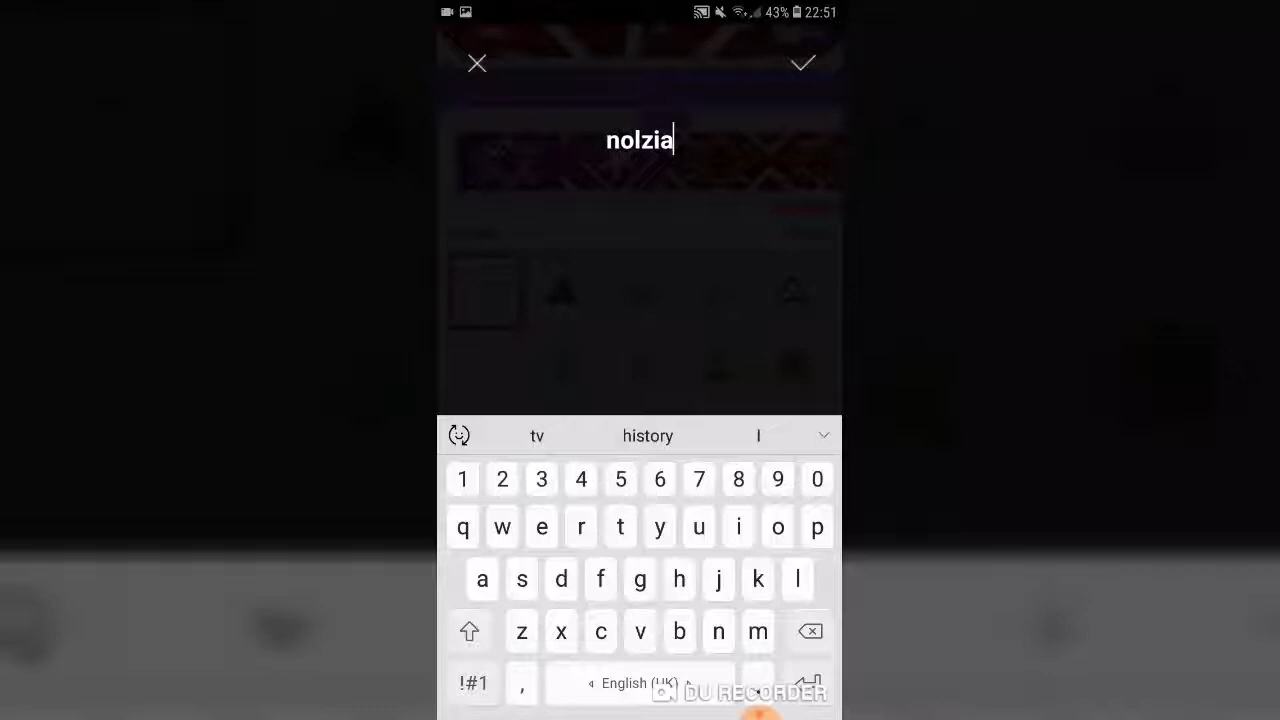 43% 22:51
nolzia
tv history I
1 2 3 4 5 6 7 8 9 0
q w e r t y u i o p
a s d f g h j k l
z x c v b n m
!#1 , English (UK) .
DU RECORDER